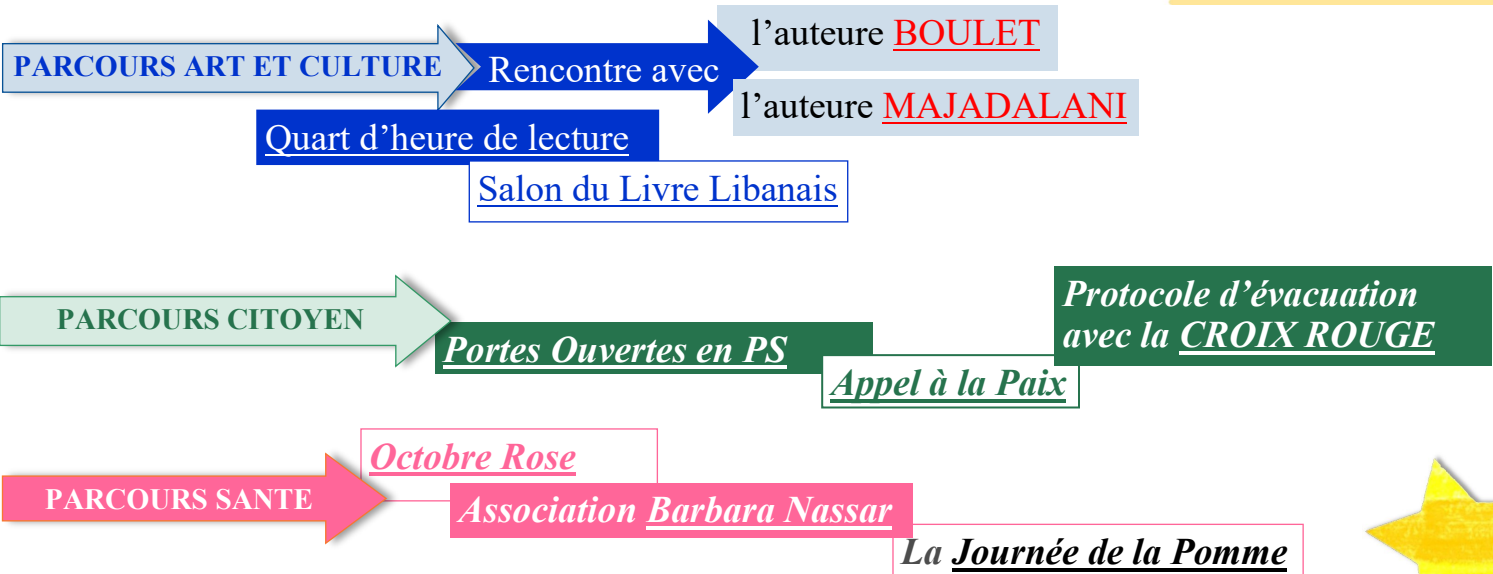 PARCOURS ART ET CULTURE
Rencontre avec
l’auteure BOULET
l’auteure MAJADALANI
Quart d’heure de lecture
Salon du Livre Libanais
PARCOURS CITOYEN
Portes Ouvertes en PS
Appel à la Paix
Protocole d’évacuation
avec la CROIX ROUGE
PARCOURS SANTE
Octobre Rose
Association Barbara Nassar
La Journée de la Pomme